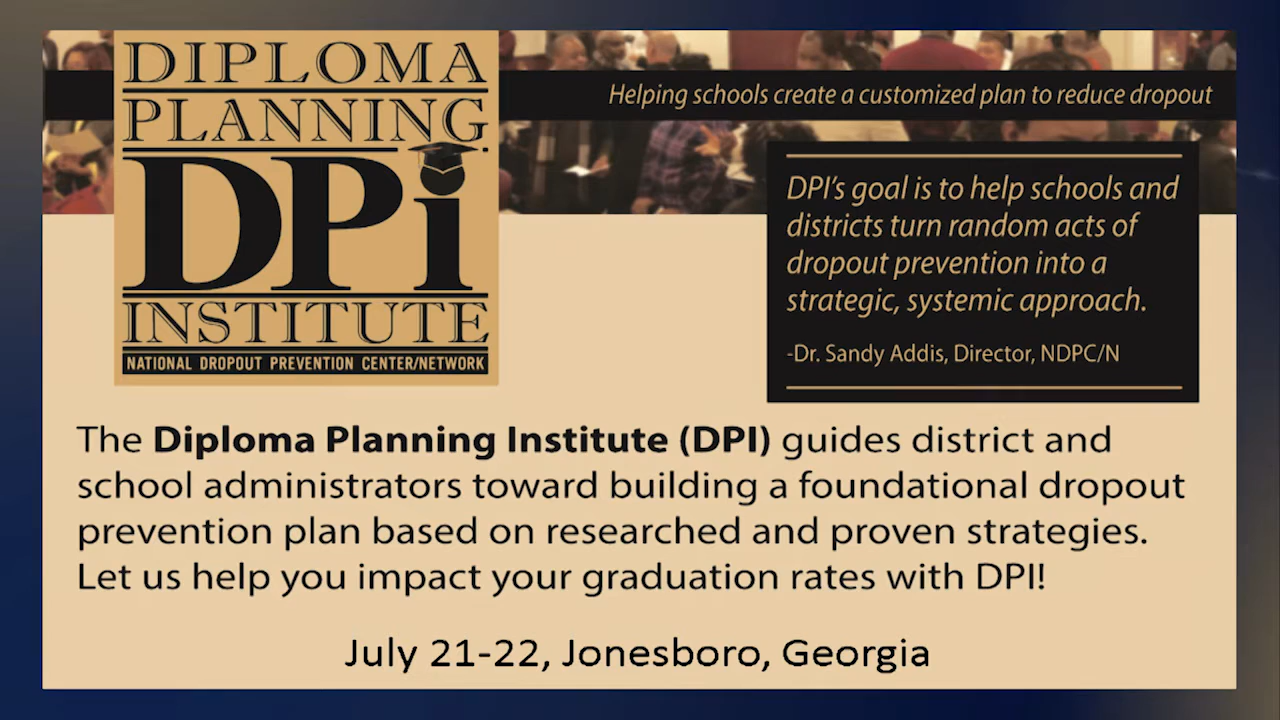 DIPLOMA
PLANNING
DPi
INSTITUTE
NATIONAL DROPOUT PREVENTION CENTER/NETWORK
Helping schools create a customized plan to reduce dropout
DPI's goal is to help schools and
districts turn random acts of
dropout prevention into a
strategic, systemic approach.
-Dr. Sandy Addis, Director, NDPC/N
The Diploma Planning Institute (DPI) guides district and
school administrators toward building a foundational dropout
prevention plan based on researched and proven strategies.
Let us help you impact your graduation rates with DPI!
July 21-22, Jonesboro, Georgia